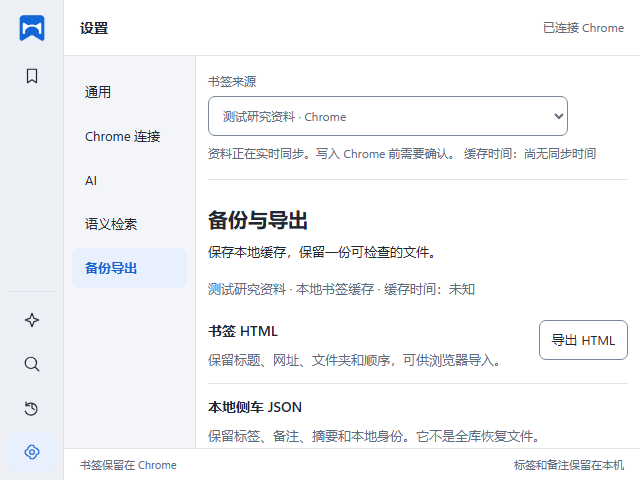 设置
已连接 Chrome
通用
Chrome 连接
AI
语义检索
备份导出
书签来源
测试研究资料 · Chrome
资料正在实时同步。写入 Chrome 前需要确认。 缓存时间：尚无同步时间
备份与导出
保存本地缓存，保留一份可检查的文件。
测试研究资料 · 本地书签缓存 · 缓存时间：未知
书签 HTML
保留标题、网址、文件夹和顺序，可供浏览器导入。
导出 HTML
本地侧车 JSON
保留标签、备注、摘要和本地身份。它不是全库恢复文件。
书签保留在 Chrome
标签和备注保留在本机